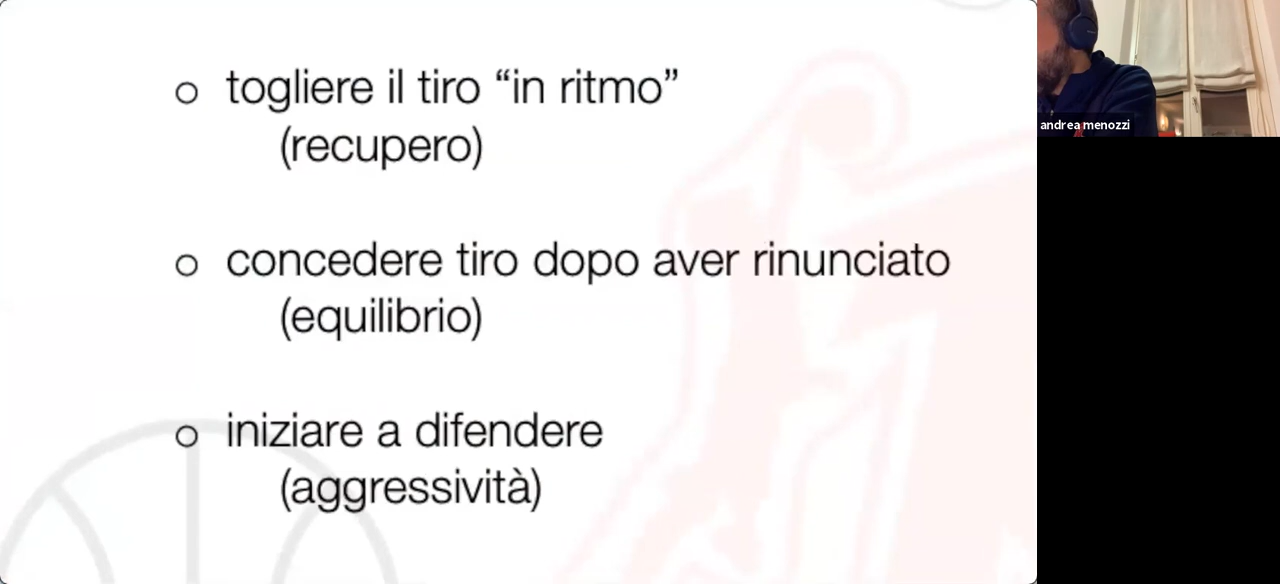 o togliere il tiro “in ritmo”
(recupero)
o concedere tiro dopo aver rinunciato
(equilibrio)
o iniziare a difendere
(aggressività)
andrea menozzi